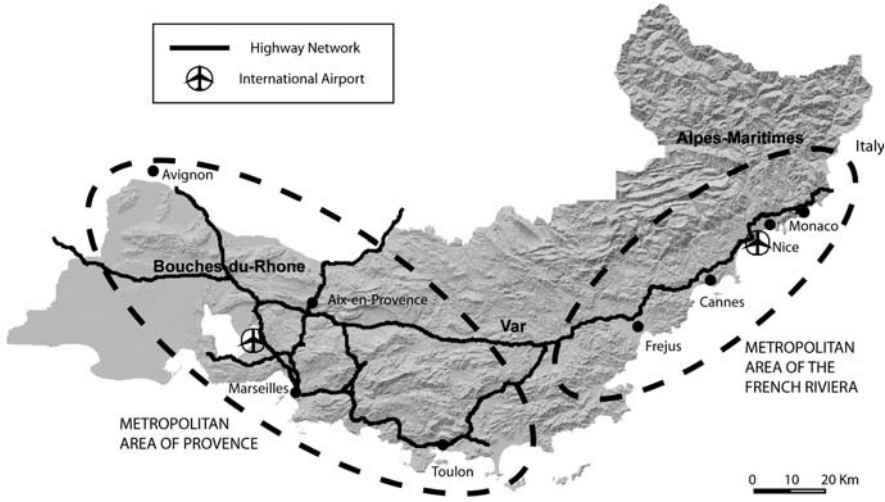 Highway Network
International Airport
Alpes-Maritimes
Italy
Avignon
Monaco
Nice
Bouches-du-Rhone
Cannes
Aix-en-Provence
Var
Frejus
METROPOLITAN
AREA OF THE
FRENCH RIVIERA
Marseilles
METROPOLITAN
AREA OF PROVENCE
Toulon
0 10 20 Km